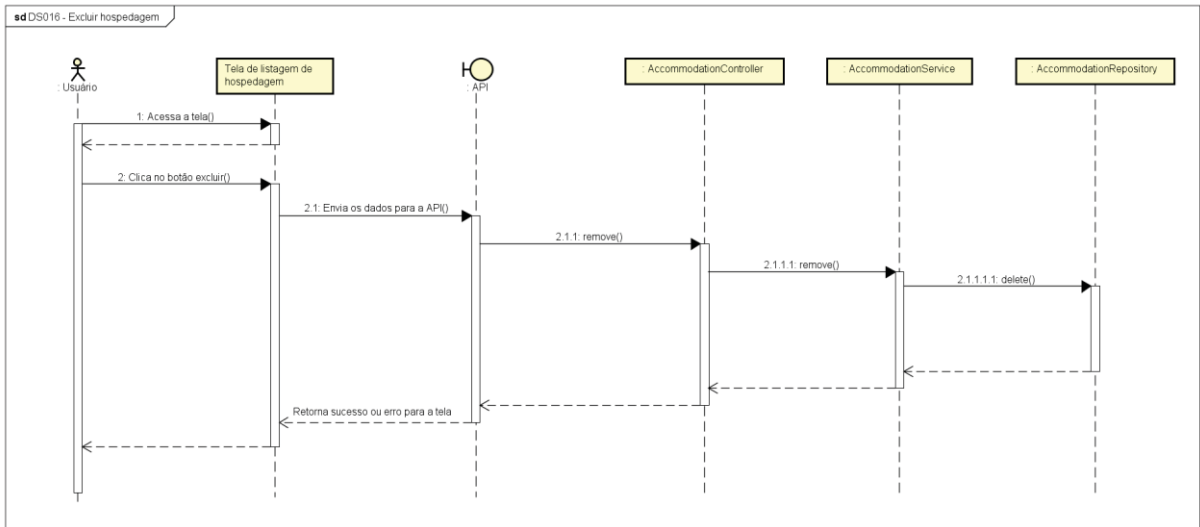 sd DS016 - Excluir hospedagem
: Usuário
Tela de listagem de
hospedagem
: API
: AccommodationController
: AccommodationService
: AccommodationRepository
1: Acessa a tela()
2: Clica no botão excluir()
2.1: Envia os dados para a API()
2.1.1: remove()
2.1.1.1: remove()
2.1.1.1.1: delete()
Retorna sucesso ou erro para a tela